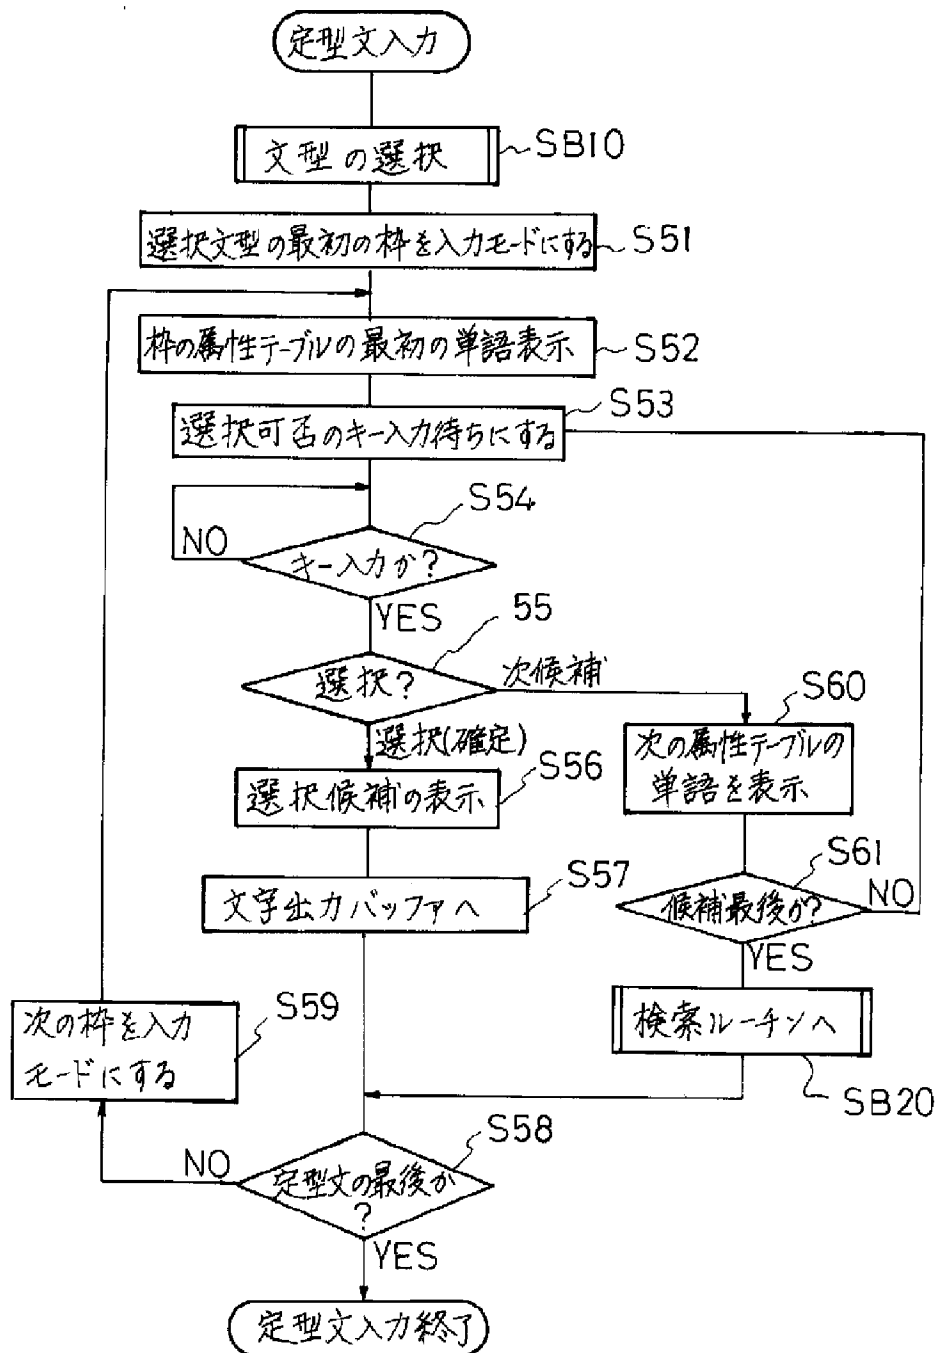 定型文入力
文型の選択
SB10
選択文型の最初の枠を入力モードにする
S51
枠の属性テーブルの最初の単語表示
S52
選択可否のキー入力待ちにする
S53
キー入力か?
S54
NO
YES
選択?
55
次候補
選択(確定)
選択候補の表示
S56
次の属性テーブルの
単語を表示
S60
文字出力バッファへ
S57
候補最後か?
S61
NO
YES
検索ルーチンへ
SB20
次の枠を入力
モードにする
S59
定型文の最後か
?
S58
NO
YES
定型文入力終了